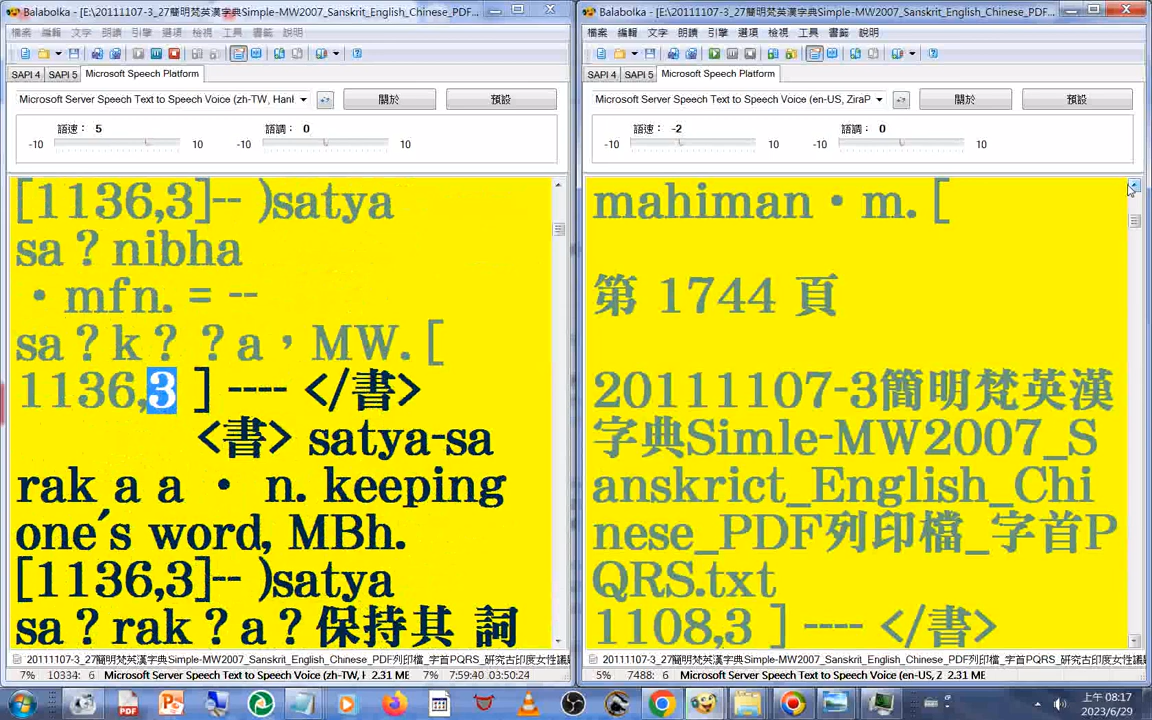 Balabolka - [E:\20111107-3_27簡明梵英漢字典Simple-MW2007_Sanskrit_English_Chinese_PDF...
檔案 編輯 文字 朗讀 引擎 選項 檢視 工具 書籤 說明
SAPI 4 SAPI 5 Microsoft Speech Platform
Microsoft Server Speech Text to Speech Voice (zh-TW, Hanl
關於 預設
語速： 5 語調： 0
-10 10 -10 10
[1136,3]-- )satya
sa？nibha
・mfn. = --
sa？k？ ？a，MW. [
1136,3 ] ---- </書>
<書> satya-sa
rak a a ・ n. keeping
one´s word, MBh.
[1136,3]-- )satya
sa？rak？a？保持其 詞
20111107-3_27簡明梵英漢字典Simple-MW2007_Sanskrit_English_Chinese_PDF列印檔_字首PQRS_研究古印度女性議
7% 10334: 6 Microsoft Server Speech Text to Speech Voice (zh-TW, H 2.31 MB 7% 7:59:40 03:50:24
Balabolka - [E:\20111107-3_27簡明梵英漢字典Simple-MW2007_Sanskrit_English_Chinese_PDF...
檔案 編輯 文字 朗讀 引擎 選項 檢視 工具 書籤 說明
SAPI 4 SAPI 5 Microsoft Speech Platform
Microsoft Server Speech Text to Speech Voice (en-US, ZiraP
關於 預設
語速： -2 語調： 0
-10 10 -10 10
mahiman・m. [
第 1744 頁
20111107-3簡明梵英漢
字典Simle-MW2007_S
anskrict_English_Chi
nese_PDF列印檔_字首P
QRS.txt
1108,3 ] ---- </書>
20111107-3_27簡明梵英漢字典Simple-MW2007_Sanskrit_English_Chinese_PDF列印檔_字首PQRS_研究古印度女性議
5% 7488: 6 Microsoft Server Speech Text to Speech Voice (en-US, Z 2.31 MB
上午 08:17
2023/6/29